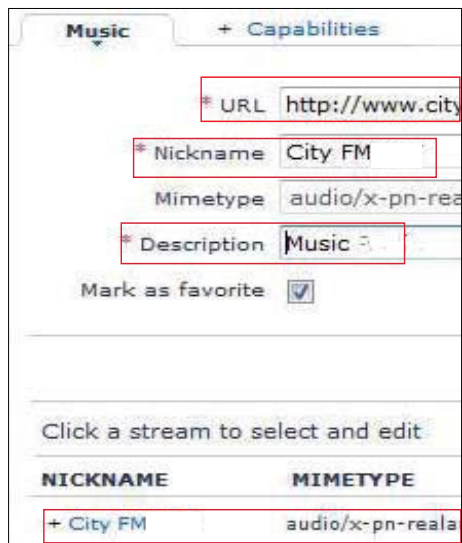 Music + Capabilities
* URL http://www.city
* Nickname City FM
Mimetype audio/x-pn-rea
* Description Music
Mark as favorite
Click a stream to select and edit
NICKNAME MIMETYPE
+ City FM audio/x-pn-reala